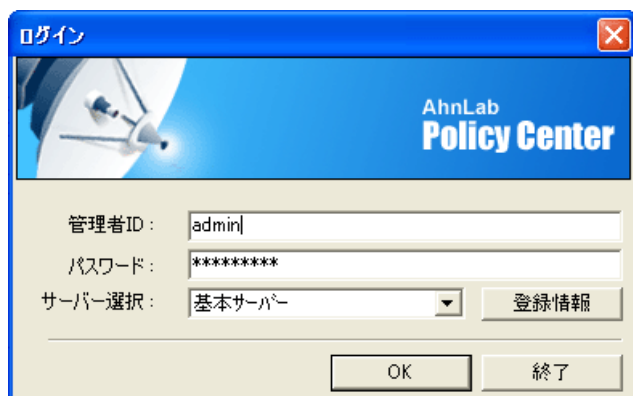 ログイン
AhnLab
Policy Center
管理者ID:
admin
パスワード:
*********
サーバー選択:
基本サーバー
登録情報
OK
終了